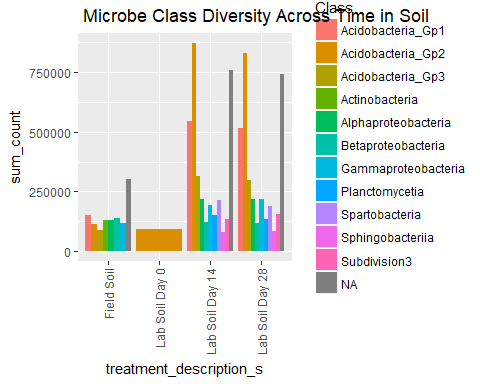 Microbe Class Diversity Across Time in Soil
Class
Acidobacteria_Gp1
Acidobacteria_Gp2
Acidobacteria_Gp3
Actinobacteria
Alphaproteobacteria
Betaproteobacteria
Gammaproteobacteria
Planctomycetia
Spartobacteria
Sphingobacteriia
Subdivision3
NA
sum_count
750000
500000
250000
0
Field Soil
Lab Soil Day 0
Lab Soil Day 14
Lab Soil Day 28
treatment_description_s